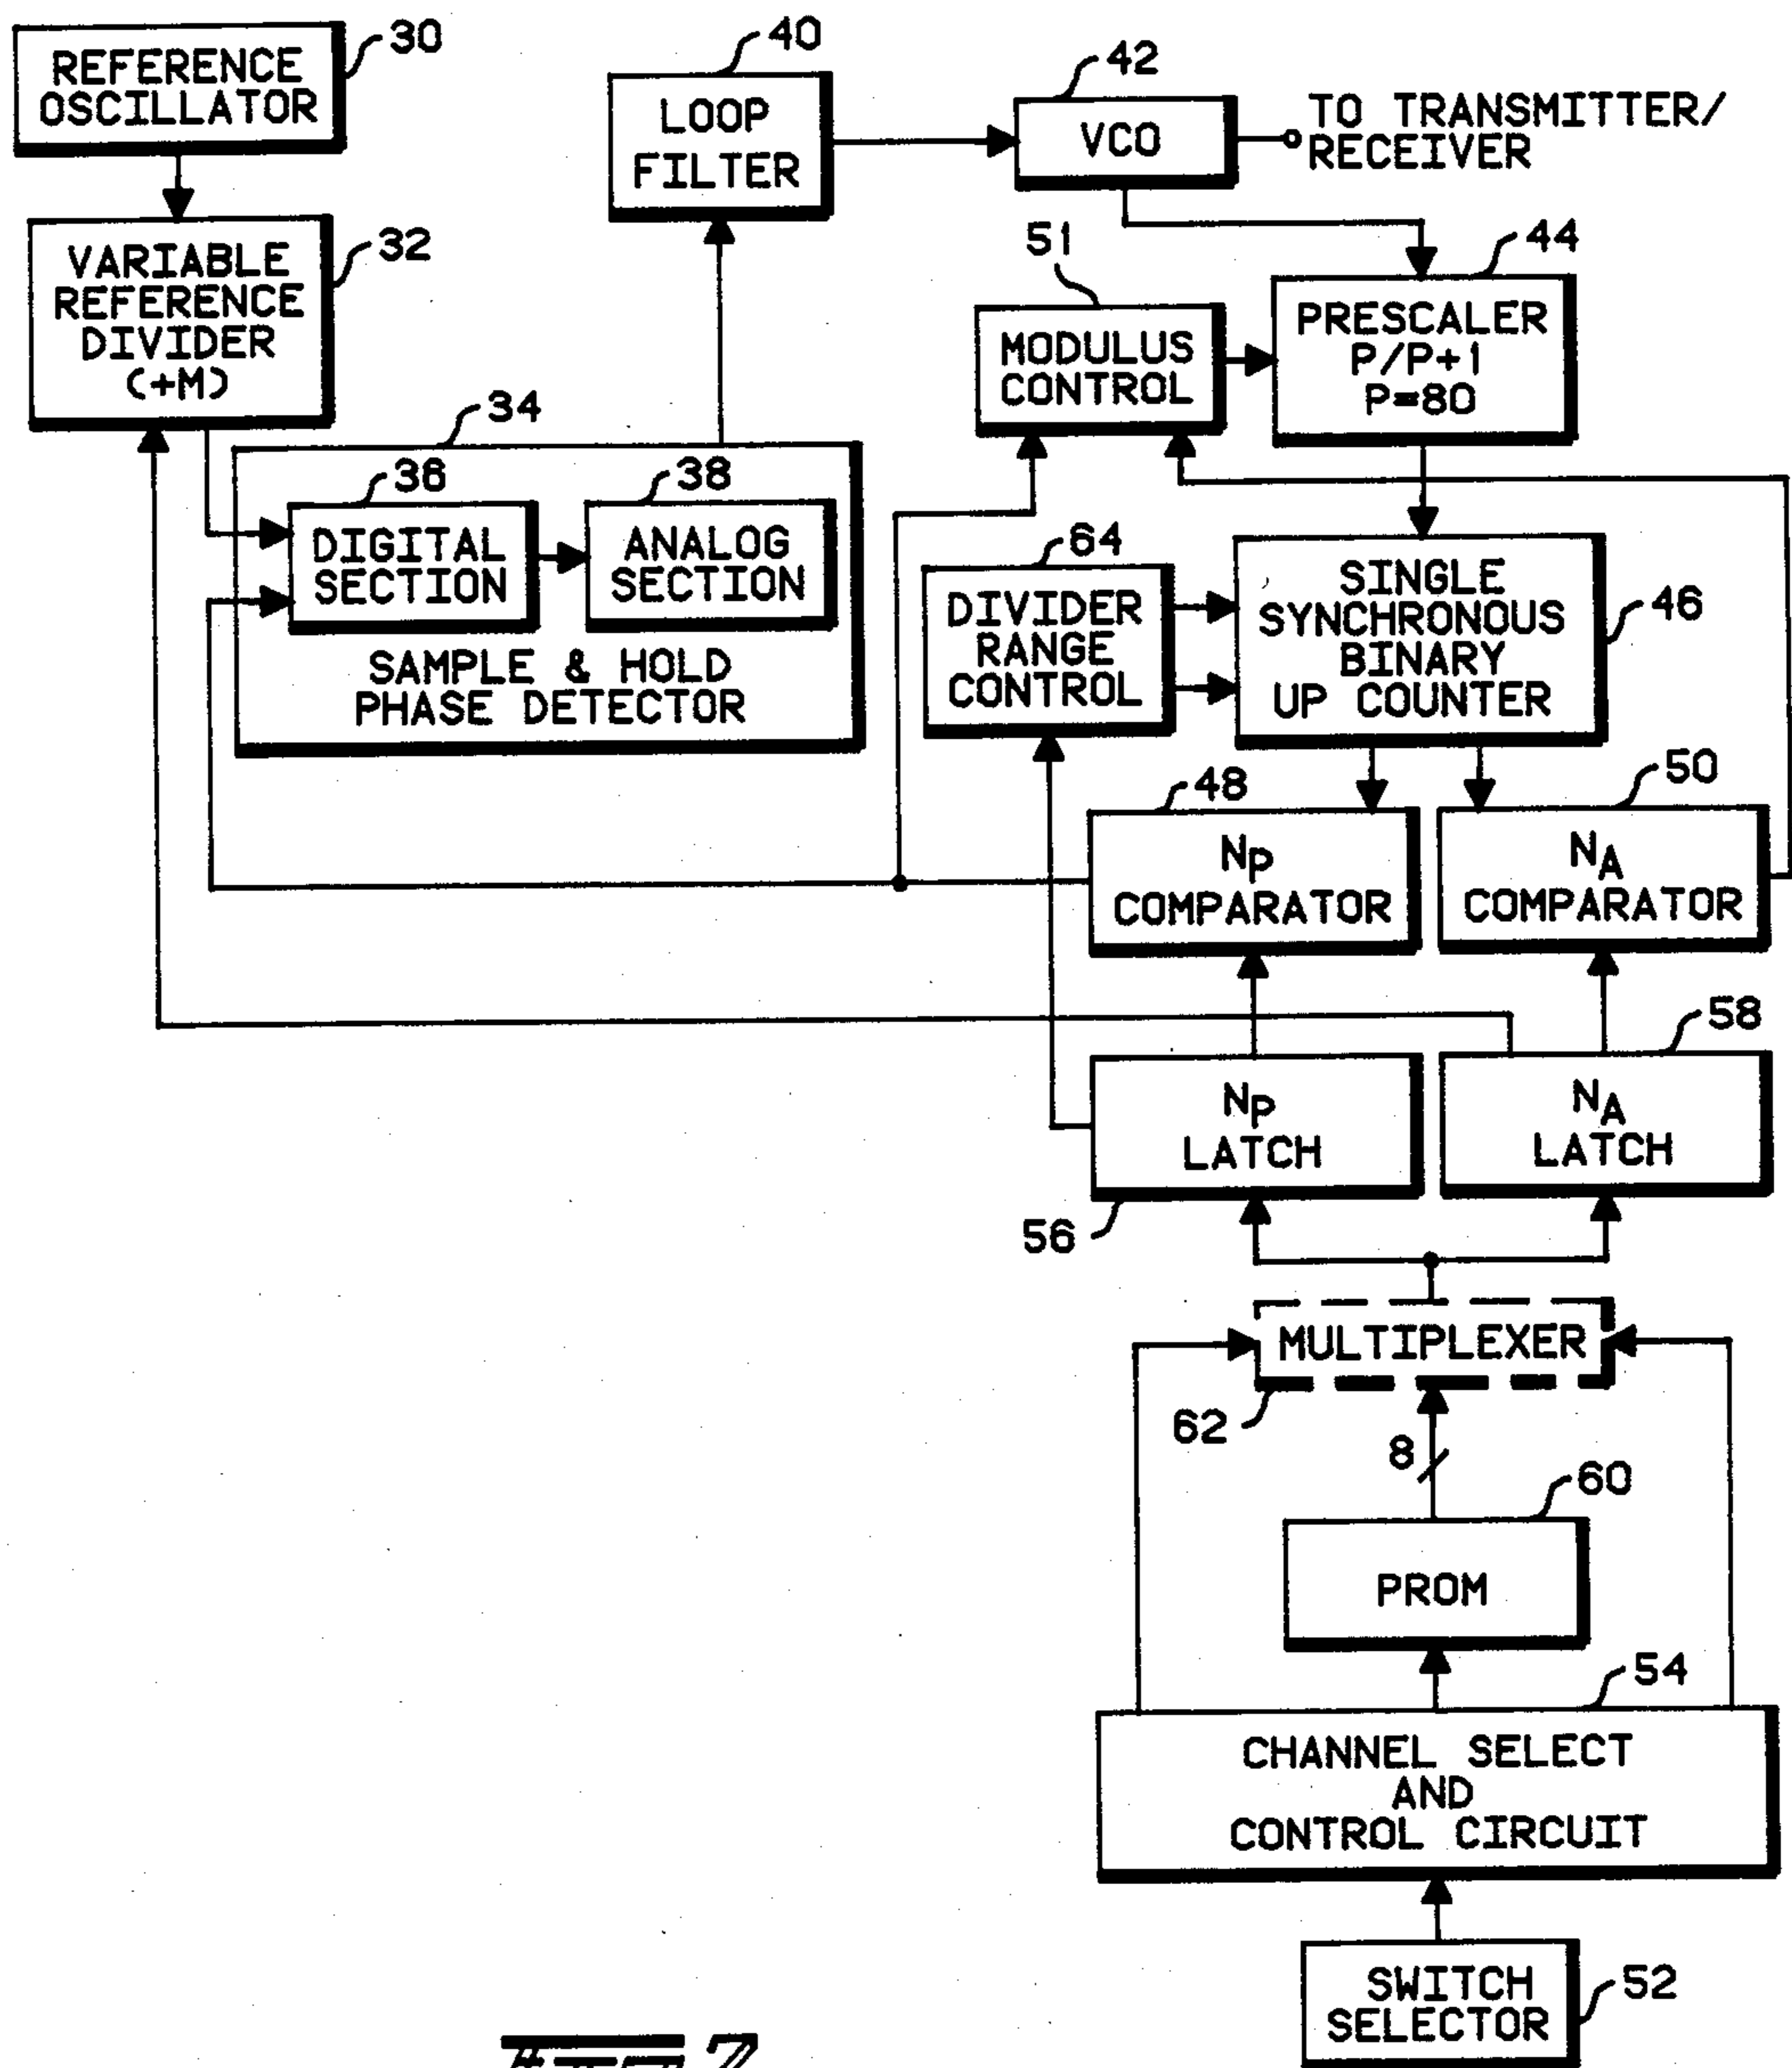 REFERENCE
OSCILLATOR
30
VARIABLE
REFERENCE
DIVIDER
(+M)
32
34
36
DIGITAL
SECTION
38
ANALOG
SECTION
SAMPLE & HOLD
PHASE DETECTOR
40
LOOP
FILTER
42
VCO
TO TRANSMITTER/
RECEIVER
51
MODULUS
CONTROL
44
PRESCALER
P/P+1
P=80
64
DIVIDER
RANGE
CONTROL
SINGLE
SYNCHRONOUS
BINARY
UP COUNTER
46
48
NP
COMPARATOR
50
NA
COMPARATOR
NP
LATCH
56
58
NA
LATCH
MULTIPLEXER
62
8
60
PROM
54
CHANNEL SELECT
AND
CONTROL CIRCUIT
SWITCH
SELECTOR
52